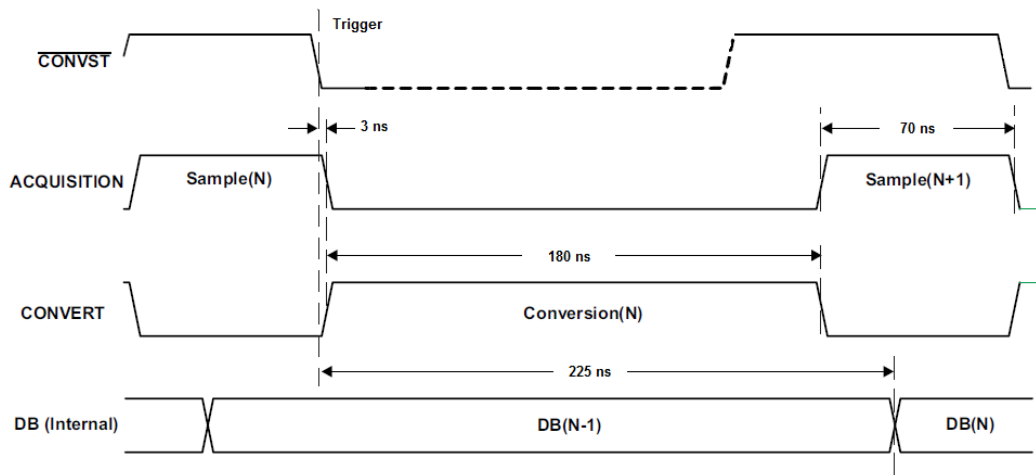 Trigger
CONVST
3 ns
70 ns
ACQUISITION
Sample(N)
Sample(N+1)
180 ns
CONVERT
Conversion(N)
225 ns
DB (Internal)
DB(N-1)
DB(N)